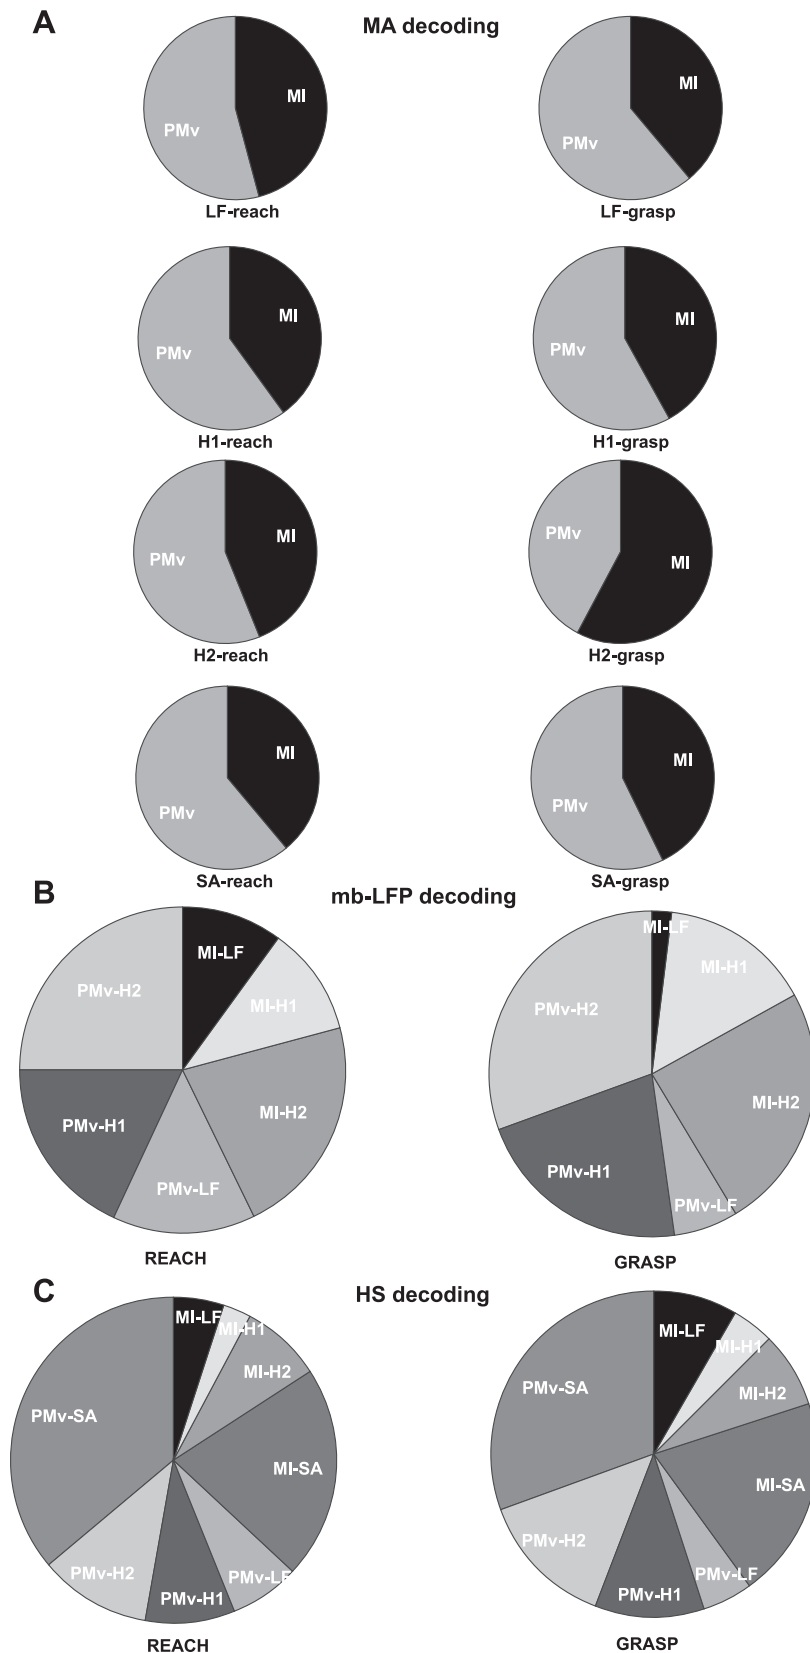 A
MA decoding
MI
PMv
LF-reach
MI
PMv
LF-grasp
MI
PMv
H1-reach
MI
PMv
H1-grasp
MI
PMv
H2-reach
PMv
MI
H2-grasp
MI
PMv
SA-reach
MI
PMv
SA-grasp
B
mb-LFP decoding
MI-LF
PMv-H2
MI-H1
PMv-H1
MI-H2
PMv-LF
REACH
MI-LF
MI-H1
PMv-H2
MI-H2
PMv-H1
PMv-LF
GRASP
C
HS decoding
MI-LF
MI-H1
MI-H2
PMv-SA
MI-SA
PMv-H2
PMv-LF
PMv-H1
REACH
MI-LF
MI-H1
PMv-SA
MI-H2
MI-SA
PMv-H2
PMv-LF
PMv-H1
GRASP